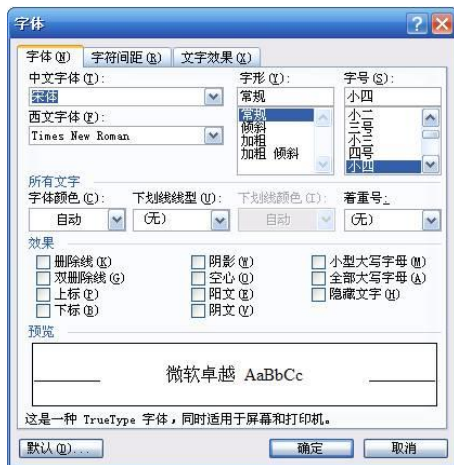 字体
字体(N) 字符间距(R) 文字效果(X)
中文字体(T): 字形(Y): 字号(S):
宋体 常规 小四
西文字体(F): 常规 小二
Times New Roman 倾斜 三号
加粗 小三
加粗 倾斜 四号
小四
所有文字
字体颜色(C): 下划线线型(U): 下划线颜色(I): 着重号:
自动 (无) 自动 (无)
效果
删除线(K) 阴影(W) 小型大写字母(M)
双删除线(G) 空心(O) 全部大写字母(A)
上标(P) 阳文(E) 隐藏文字(H)
下标(B) 阴文(V)
预览
微软卓越 AaBbCc
这是一种 TrueType 字体，同时适用于屏幕和打印机。
默认(D)... 确定 取消